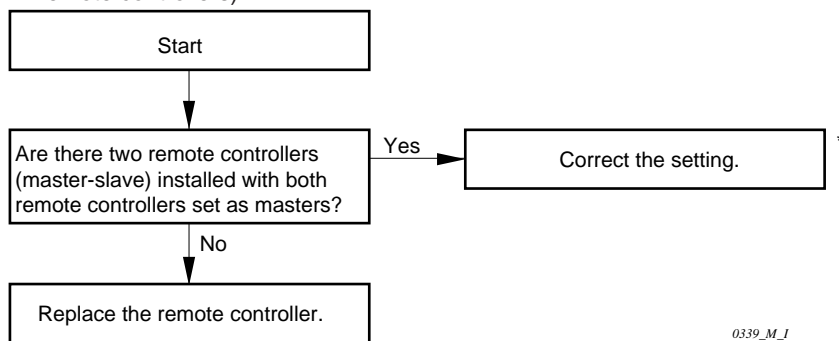 Start
Are there two remote controllers
(master-slave) installed with both
remote controllers set as masters?
Yes
Correct the setting.
*
No
Replace the remote controller.
0339_M_I